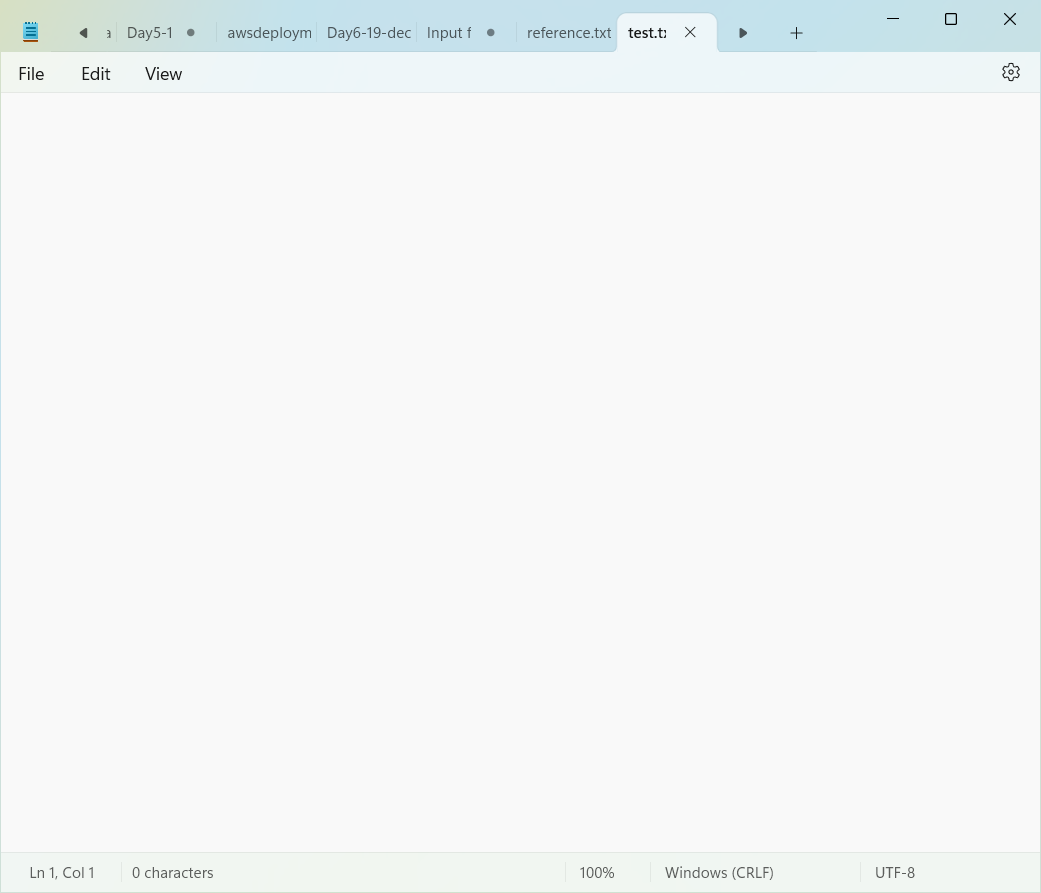 a Day5-1 awsdeploym Day6-19-dec Input f reference.txt test.t
File Edit View
Ln 1, Col 1 0 characters 100% Windows (CRLF) UTF-8